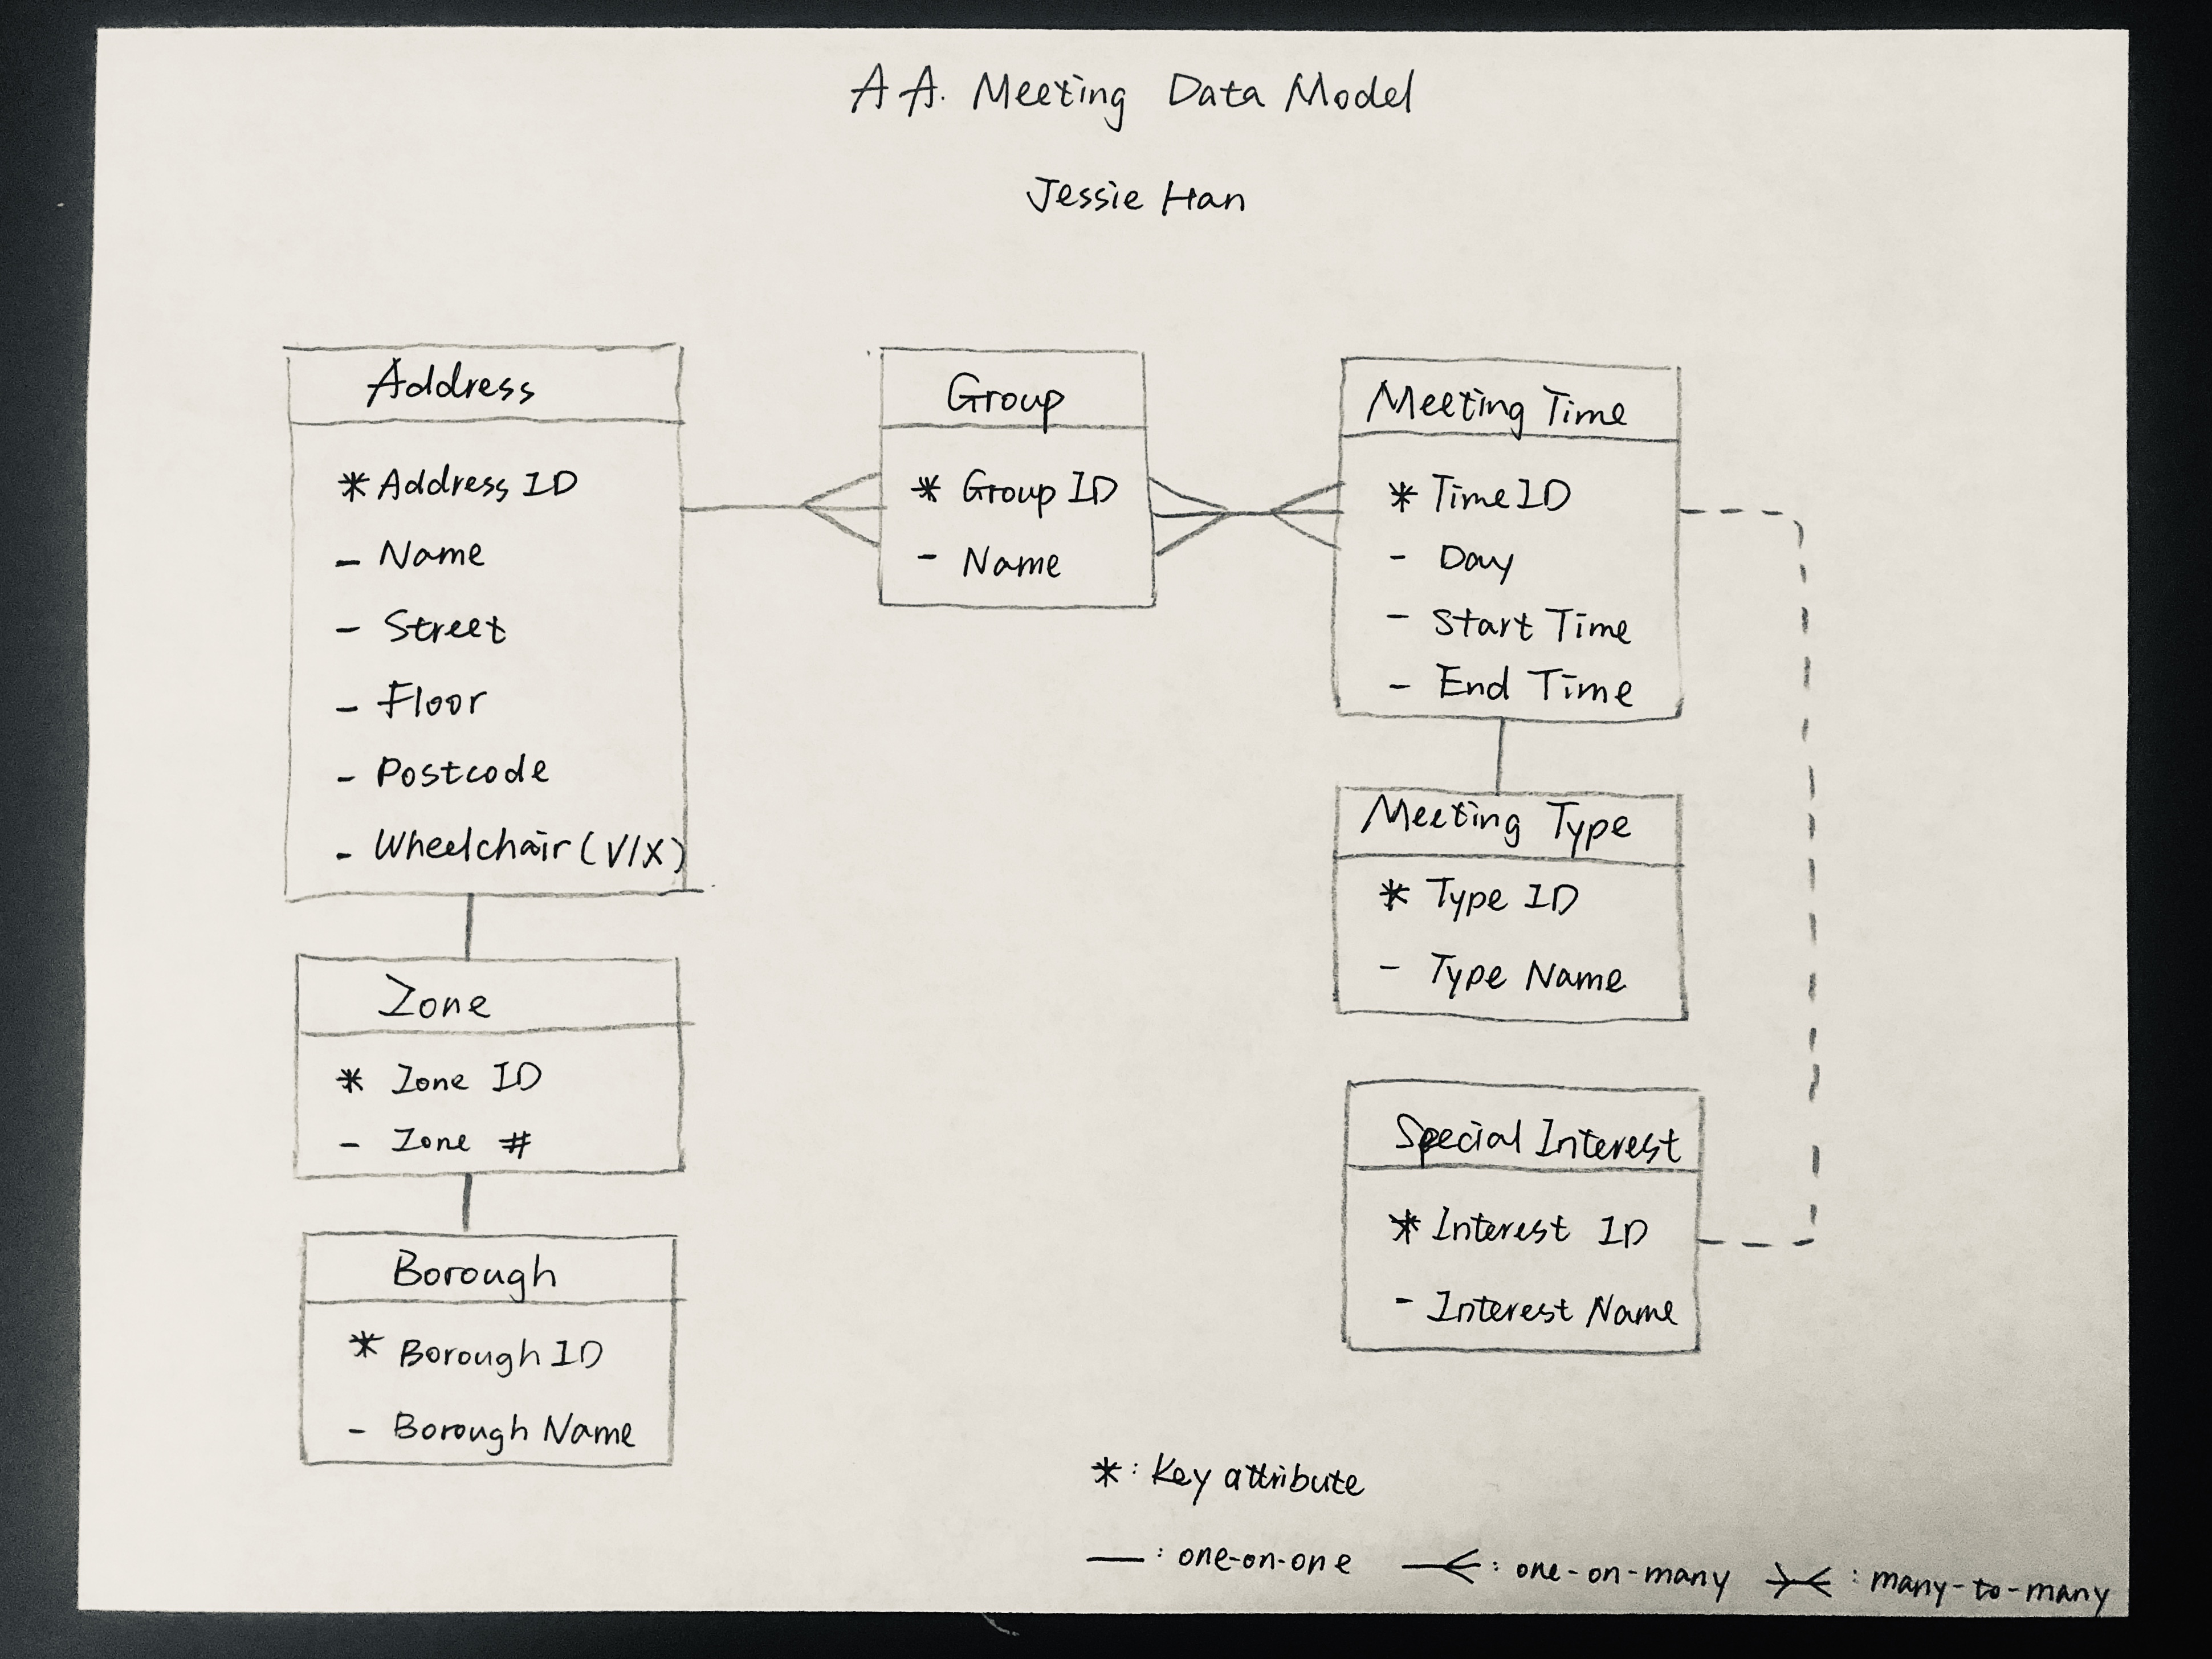 A.A. Meeting Data Model
Jessie Han
Address
* Address ID
- Name
- Street
- Floor
- Postcode
- Wheelchair (V/X)
Zone
* Zone ID
- Zone #
Borough
* Borough ID
- Borough Name
Group
* Group ID
- Name
Meeting Time
* Time ID
- Day
- Start Time
- End Time
Meeting Type
* Type ID
- Type Name
Special Interest
* Interest ID
- Interest Name
* : Key attribute
: one-on-one
: one-on-many
: many-to-many